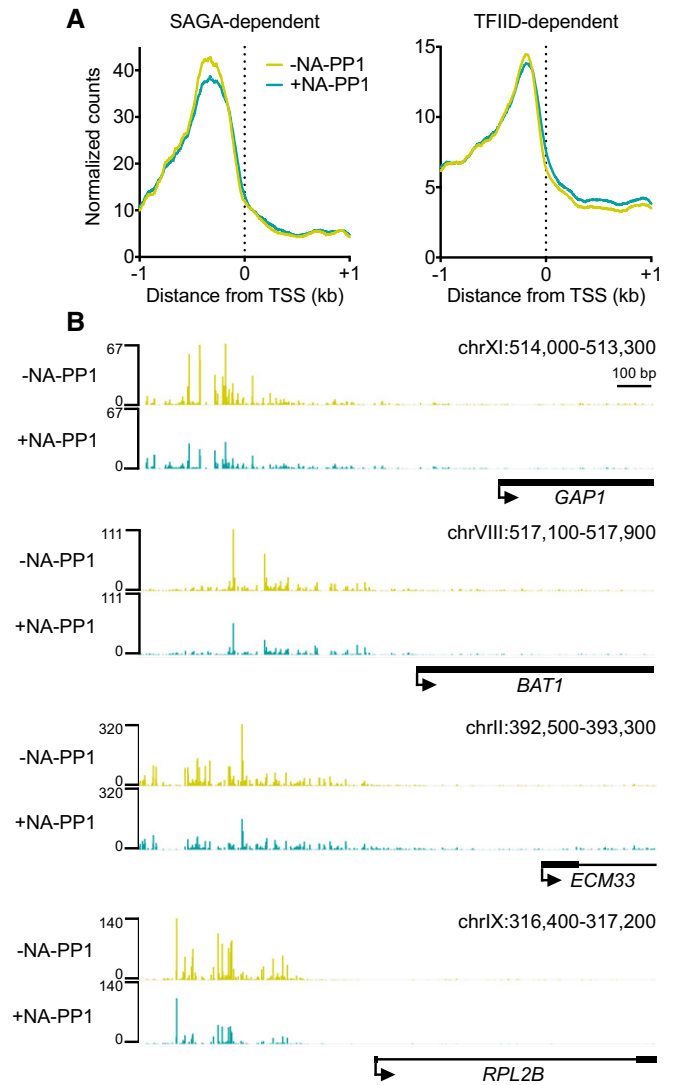 A
SAGA-dependent
TFIID-dependent
-NA-PP1
+NA-PP1
Normalized counts
40
30
20
10
0
-1
0
+1
Distance from TSS (kb)
15
10
5
0
-1
0
+1
Distance from TSS (kb)
B
chrXI:514,000-513,300
100 bp
-NA-PP1
67
0
+NA-PP1
67
0
GAP1
chrVIII:517,100-517,900
-NA-PP1
111
0
+NA-PP1
111
0
BAT1
chrII:392,500-393,300
-NA-PP1
320
0
+NA-PP1
320
0
ECM33
chrIX:316,400-317,200
-NA-PP1
140
0
+NA-PP1
140
0
RPL2B